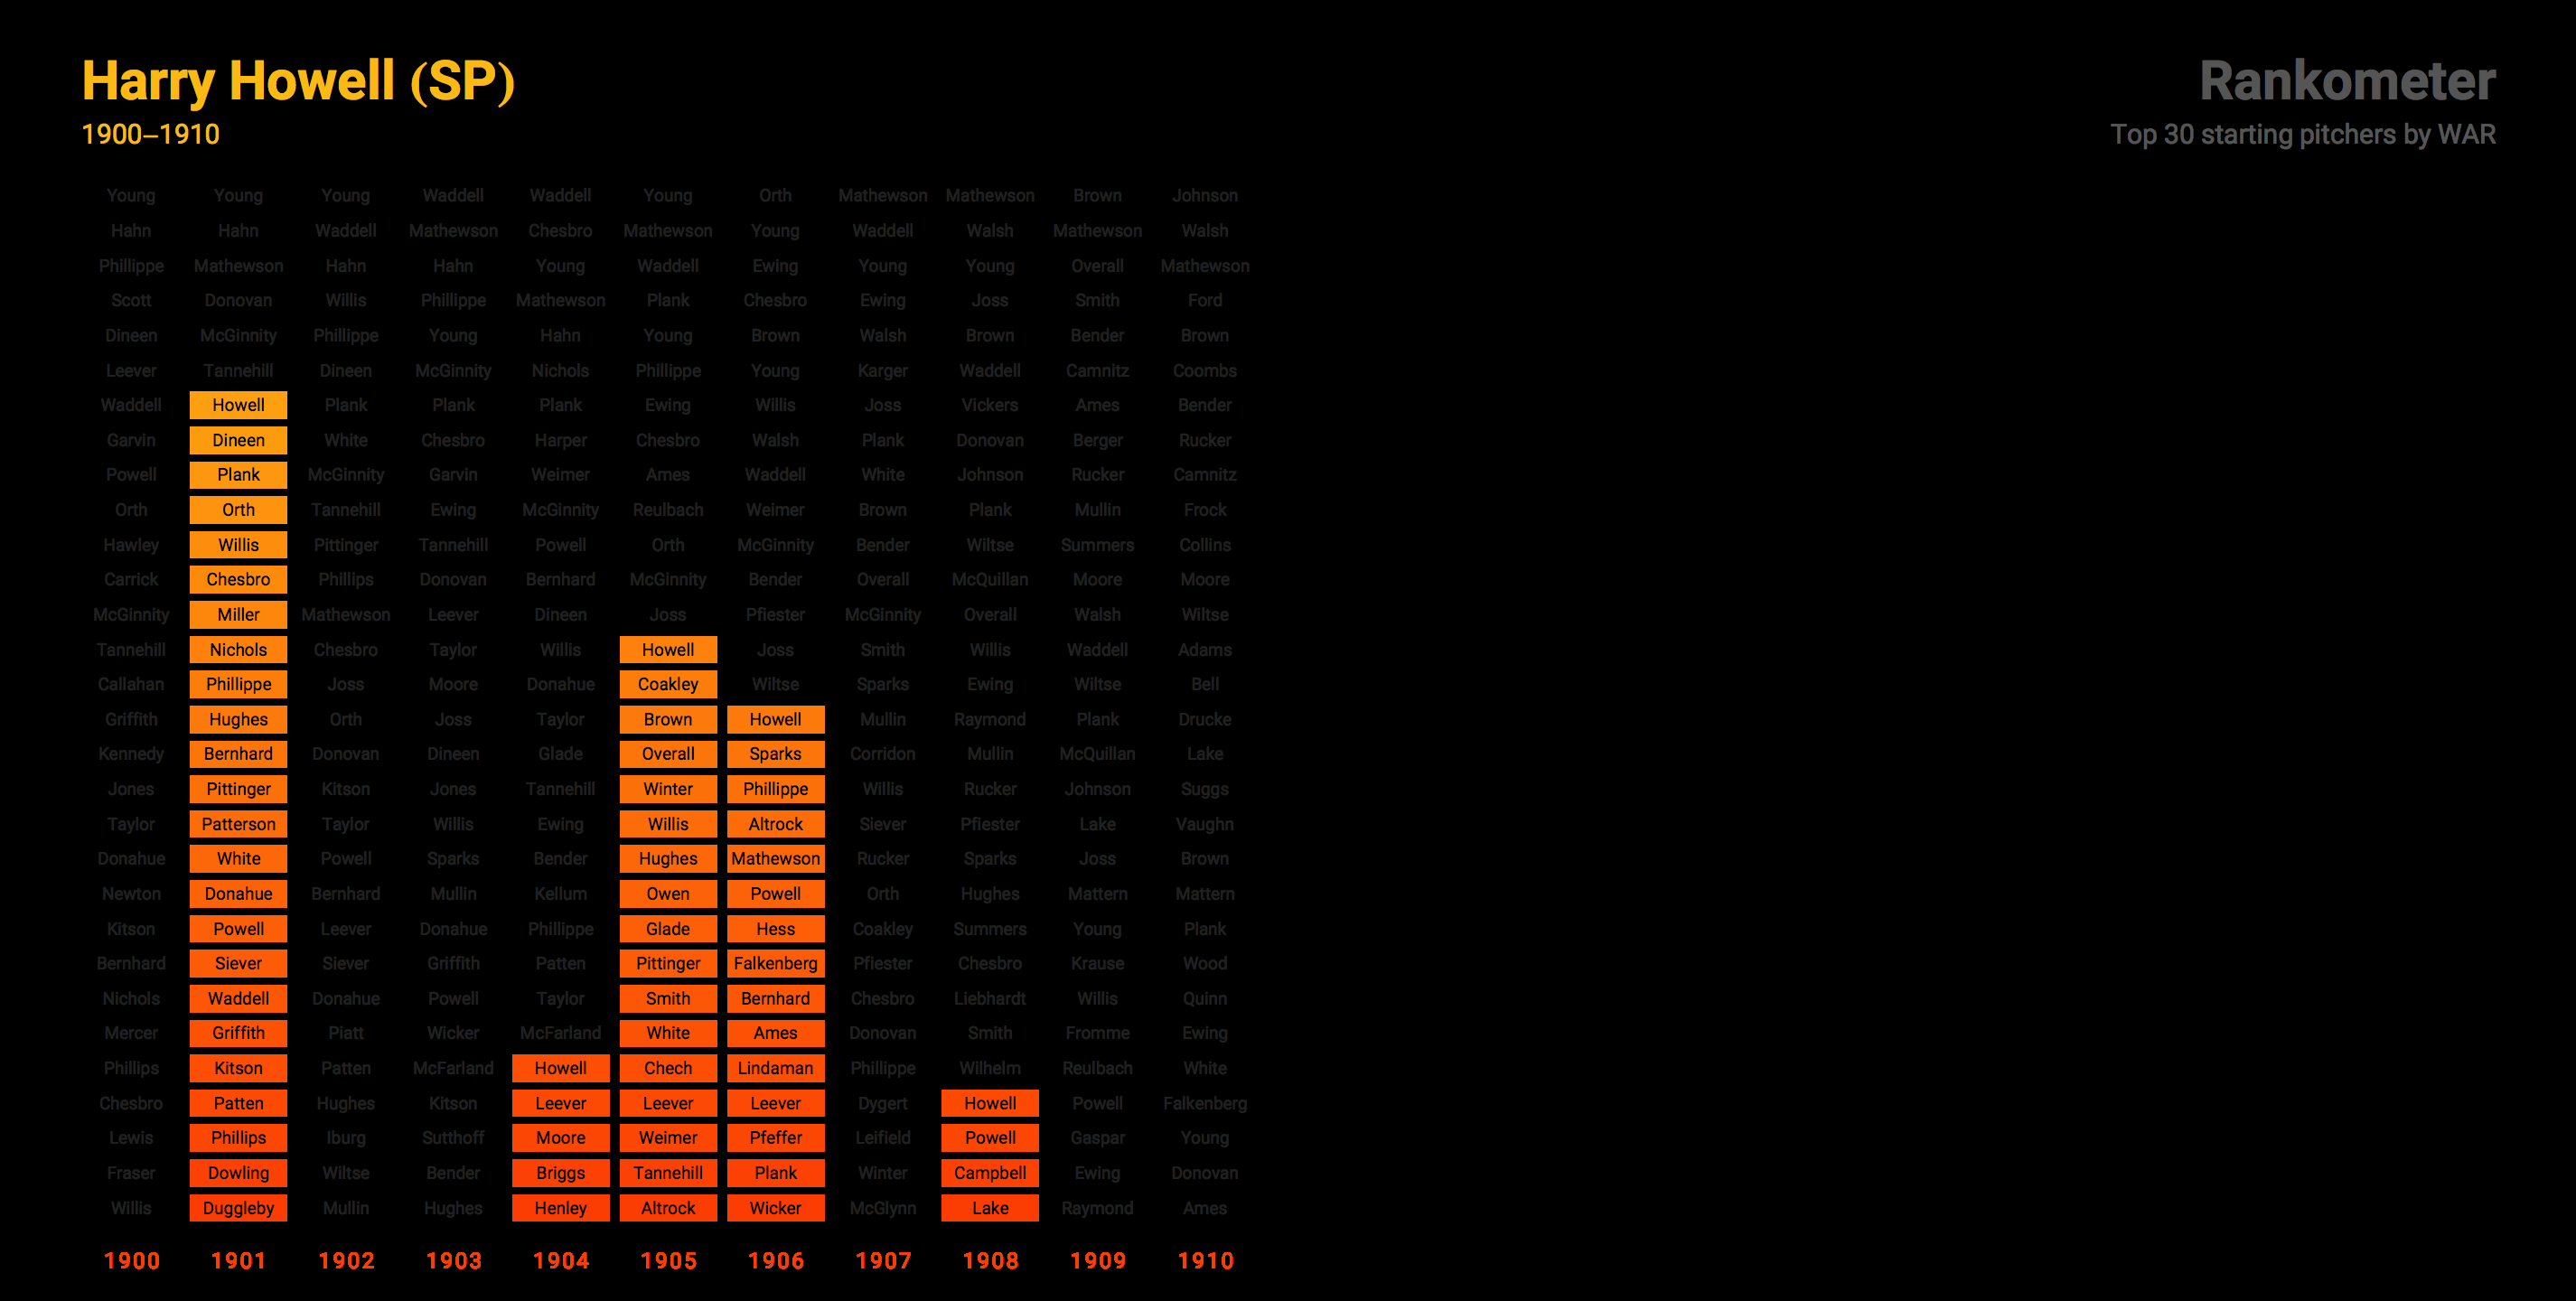 Harry Howell (SP)
1900–1910
Rankometer
Top 30 starting pitchers by WAR
Young Young Young Waddell Waddell Young Orth Mathewson Mathewson Brown Johnson
Hahn Hahn Waddell Mathewson Chesbro Mathewson Young Waddell Walsh Mathewson Walsh
Phillippe Mathewson Hahn Hahn Young Waddell Ewing Young Young Overall Mathewson
Scott Donovan Willis Phillippe Mathewson Plank Chesbro Ewing Joss Smith Ford
Dineen McGinnity Phillippe Young Hahn Young Brown Walsh Brown Bender Brown
Leever Tannehill Dineen McGinnity Nichols Phillippe Young Karger Waddell Camnitz Coombs
Waddell Howell Plank Plank Plank Ewing Willis Joss Vickers Ames Bender
Garvin Dineen White Chesbro Harper Chesbro Walsh Plank Donovan Berger Rucker
Powell Plank McGinnity Garvin Weimer Ames Waddell White Johnson Rucker Camnitz
Orth Orth Tannehill Ewing McGinnity Reulbach Weimer Brown Plank Mullin Frock
Hawley Willis Pittinger Tannehill Powell Orth McGinnity Bender Wiltse Summers Collins
Carrick Chesbro Phillips Donovan Bernhard McGinnity Bender Overall McQuillan Moore Moore
McGinnity Miller Mathewson Leever Dineen Joss Pfiester McGinnity Overall Walsh Wiltse
Tannehill Nichols Chesbro Taylor Willis Howell Joss Smith Willis Waddell Adams
Callahan Phillippe Joss Moore Donahue Coakley Wiltse Sparks Ewing Wiltse Bell
Griffith Hughes Orth Joss Taylor Brown Howell Mullin Raymond Plank Drucke
Kennedy Bernhard Donovan Dineen Glade Overall Sparks Corridon Mullin McQuillan Lake
Jones Pittinger Kitson Jones Tannehill Winter Phillippe Willis Rucker Johnson Suggs
Taylor Patterson Taylor Willis Ewing Willis Altrock Siever Pfiester Lake Vaughn
Donahue White Powell Sparks Bender Hughes Mathewson Rucker Sparks Joss Brown
Newton Donahue Bernhard Mullin Kellum Owen Powell Orth Hughes Mattern Mattern
Kitson Powell Leever Donahue Phillippe Glade Hess Coakley Summers Young Plank
Bernhard Siever Siever Griffith Patten Pittinger Falkenberg Pfiester Chesbro Krause Wood
Nichols Waddell Donahue Powell Taylor Smith Bernhard Chesbro Liebhardt Willis Quinn
Mercer Griffith Piatt Wicker McFarland White Ames Donovan Smith Fromme Ewing
Phillips Kitson Patten McFarland Howell Chech Lindaman Phillippe Wilhelm Reulbach White
Chesbro Patten Hughes Kitson Leever Leever Leever Dygert Howell Powell Falkenberg
Lewis Phillips Iburg Sutthoff Moore Weimer Pfeffer Leifield Powell Gaspar Young
Fraser Dowling Wiltse Bender Briggs Tannehill Plank Winter Campbell Ewing Donovan
Willis Duggleby Mullin Hughes Henley Altrock Wicker McGlynn Lake Raymond Ames
1900 1901 1902 1903 1904 1905 1906 1907 1908 1909 1910